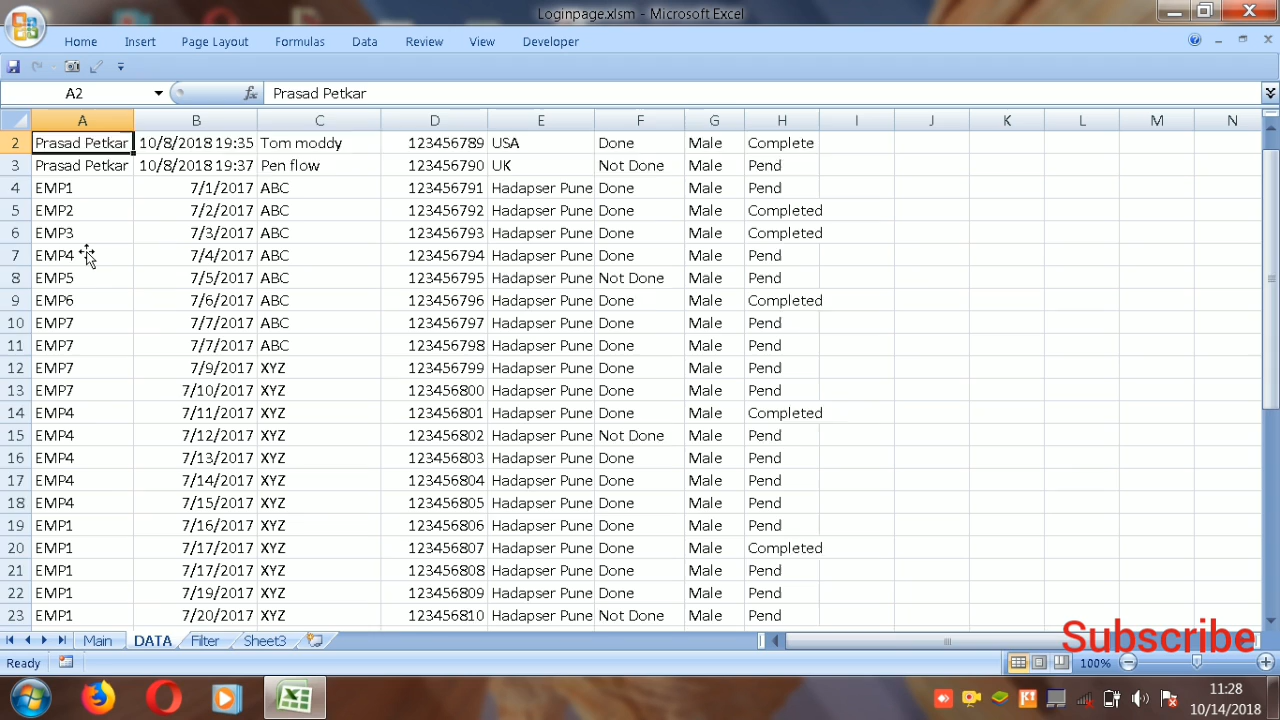 Loginpage.xlsm - Microsoft Excel
Home Insert Page Layout Formulas Data Review View Developer
A2 fx Prasad Petkar
A B C D E F G H I J K L M N
2 Prasad Petkar 10/8/2018 19:35 Tom moddy 123456789 USA Done Male Complete
3 Prasad Petkar 10/8/2018 19:37 Pen flow 123456790 UK Not Done Male Pend
4 EMP1 7/1/2017 ABC 123456791 Hadapser Pune Done Male Pend
5 EMP2 7/2/2017 ABC 123456792 Hadapser Pune Done Male Completed
6 EMP3 7/3/2017 ABC 123456793 Hadapser Pune Done Male Completed
7 EMP4 7/4/2017 ABC 123456794 Hadapser Pune Done Male Pend
8 EMP5 7/5/2017 ABC 123456795 Hadapser Pune Not Done Male Pend
9 EMP6 7/6/2017 ABC 123456796 Hadapser Pune Done Male Completed
10 EMP7 7/7/2017 ABC 123456797 Hadapser Pune Done Male Pend
11 EMP7 7/7/2017 ABC 123456798 Hadapser Pune Done Male Pend
12 EMP7 7/9/2017 XYZ 123456799 Hadapser Pune Done Male Pend
13 EMP7 7/10/2017 XYZ 123456800 Hadapser Pune Done Male Pend
14 EMP4 7/11/2017 XYZ 123456801 Hadapser Pune Done Male Completed
15 EMP4 7/12/2017 XYZ 123456802 Hadapser Pune Not Done Male Pend
16 EMP4 7/13/2017 XYZ 123456803 Hadapser Pune Done Male Pend
17 EMP4 7/14/2017 XYZ 123456804 Hadapser Pune Done Male Pend
18 EMP4 7/15/2017 XYZ 123456805 Hadapser Pune Done Male Pend
19 EMP1 7/16/2017 XYZ 123456806 Hadapser Pune Done Male Pend
20 EMP1 7/17/2017 XYZ 123456807 Hadapser Pune Done Male Completed
21 EMP1 7/17/2017 XYZ 123456808 Hadapser Pune Done Male Pend
22 EMP1 7/19/2017 XYZ 123456809 Hadapser Pune Done Male Pend
23 EMP1 7/20/2017 XYZ 123456810 Hadapser Pune Not Done Male Pend
Main DATA Filter Sheet3
Subscribe
Ready 100%
11:28
10/14/2018